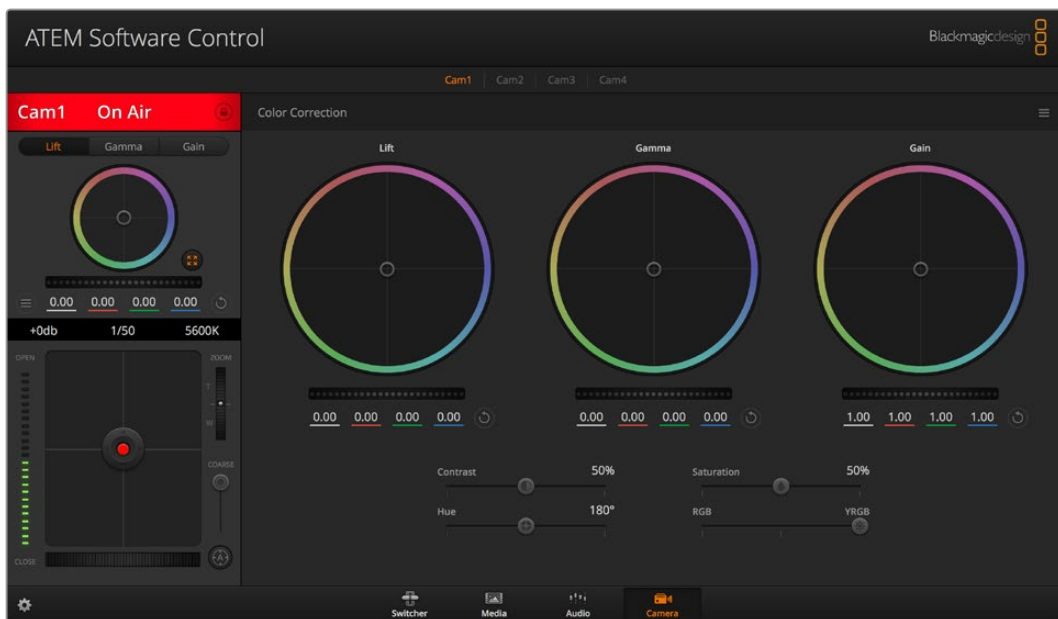 ATEM Software Control
Blackmagicdesign
Cam1 Cam2 Cam3 Cam4
Cam1 On Air
Color Correction
Lift Gamma Gain
Lift Gamma Gain
0.00 0.00 0.00 0.00
+0db 1/50 5600K
OPEN ZOOM
T
W
COARSE
A
CLOSE
0.00 0.00 0.00 0.00
0.00 0.00 0.00 0.00
1.00 1.00 1.00 1.00
Contrast 50%
Saturation 50%
Hue 180°
RGB YRGB
Switcher Media Audio Camera